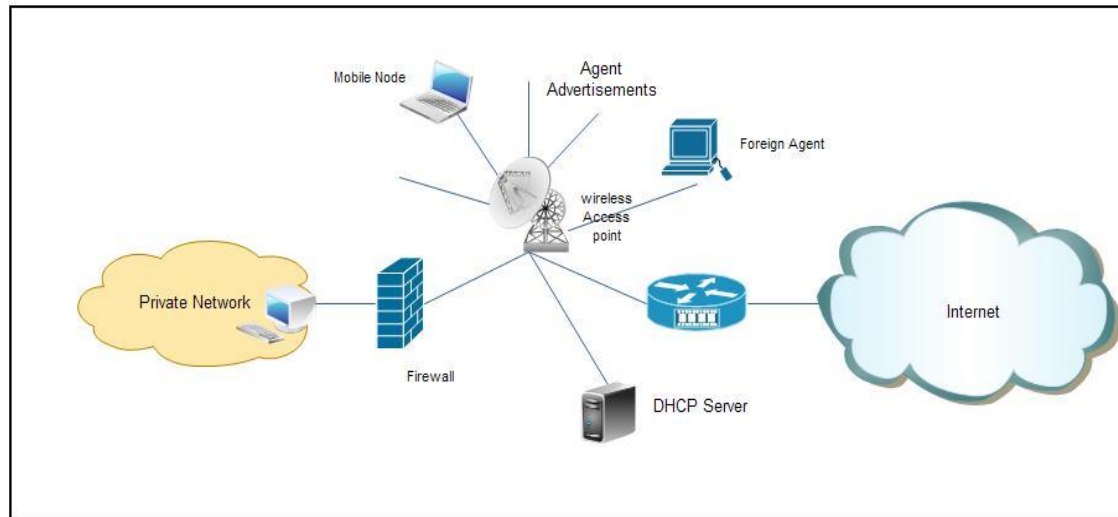 Mobile Node
Agent
Advertisements
Foreign Agent
wireless
Access
point
Private Network
Internet
Firewall
DHCP Server